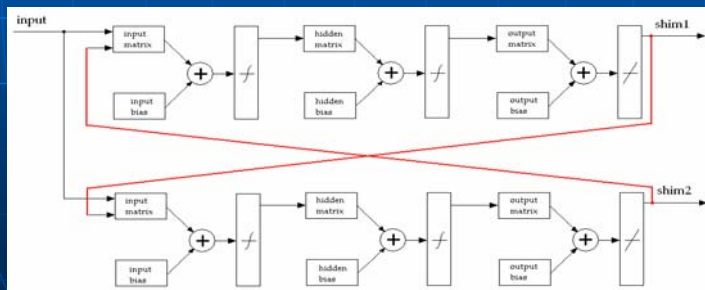 input
input matrix
input bias
+
ƒ
hidden matrix
hidden bias
+
ƒ
output matrix
output bias
+
shim1
input matrix
input bias
+
ƒ
hidden matrix
hidden bias
+
ƒ
output matrix
output bias
+
shim2